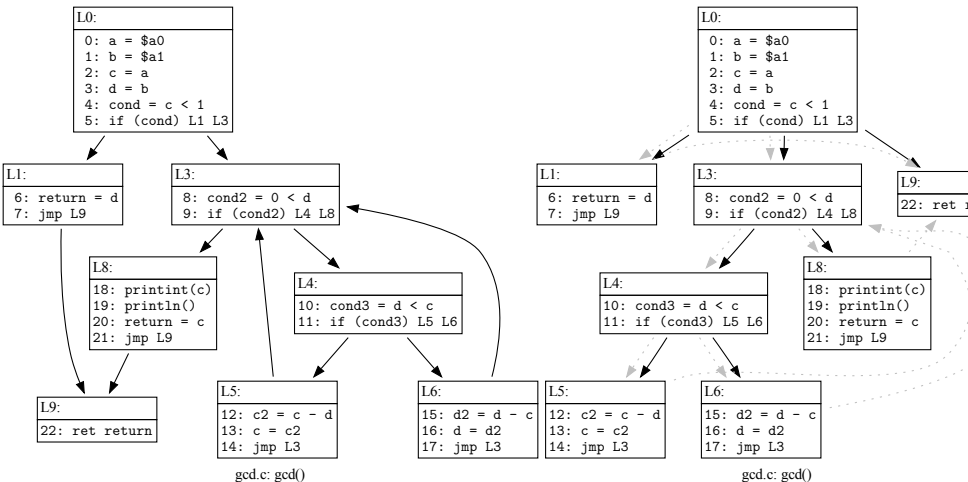 L0:
0: a = $a0
1: b = $a1
2: c = a
3: d = b
4: cond = c < 1
5: if (cond) L1 L3
L1:
6: return = d
7: jmp L9
L3:
8: cond2 = 0 < d
9: if (cond2) L4 L8
L8:
18: printint(c)
19: println()
20: return = c
21: jmp L9
L4:
10: cond3 = d < c
11: if (cond3) L5 L6
L9:
22: ret return
L5:
12: c2 = c - d
13: c = c2
14: jmp L3
L6:
15: d2 = d - c
16: d = d2
17: jmp L3
gcd.c: gcd()
L0:
0: a = $a0
1: b = $a1
2: c = a
3: d = b
4: cond = c < 1
5: if (cond) L1 L3
L1:
6: return = d
7: jmp L9
L3:
8: cond2 = 0 < d
9: if (cond2) L4 L8
L9:
22: ret
L4:
10: cond3 = d < c
11: if (cond3) L5 L6
L8:
18: printint(c)
19: println()
20: return = c
21: jmp L9
L5:
12: c2 = c - d
13: c = c2
14: jmp L3
L6:
15: d2 = d - c
16: d = d2
17: jmp L3
gcd.c: gcd()